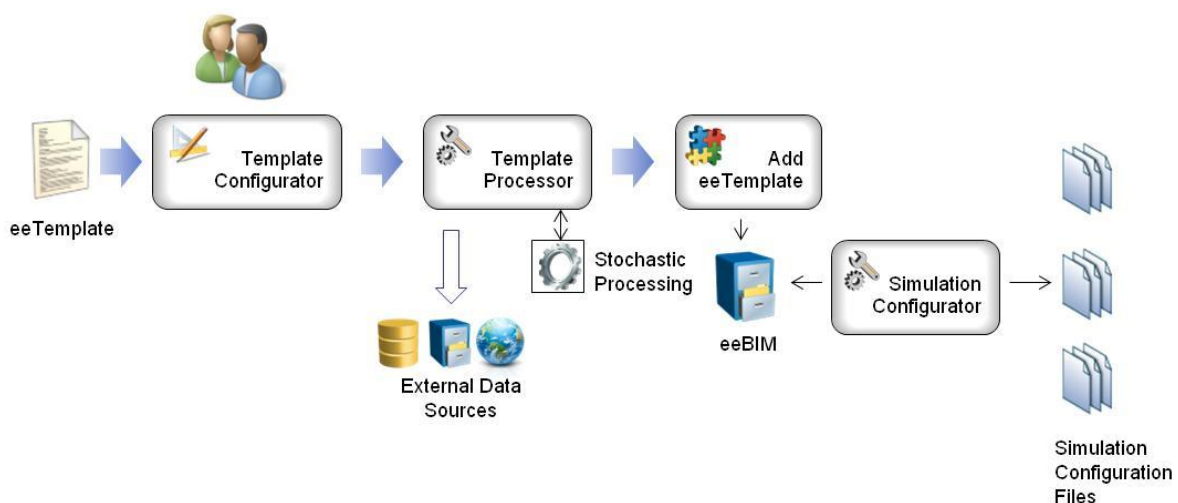 eeTemplate
Template
Configurator
Template
Processor
Add
eeTemplate
Stochastic
Processing
External Data
Sources
eeBIM
Simulation
Configurator
Simulation
Configuration
Files